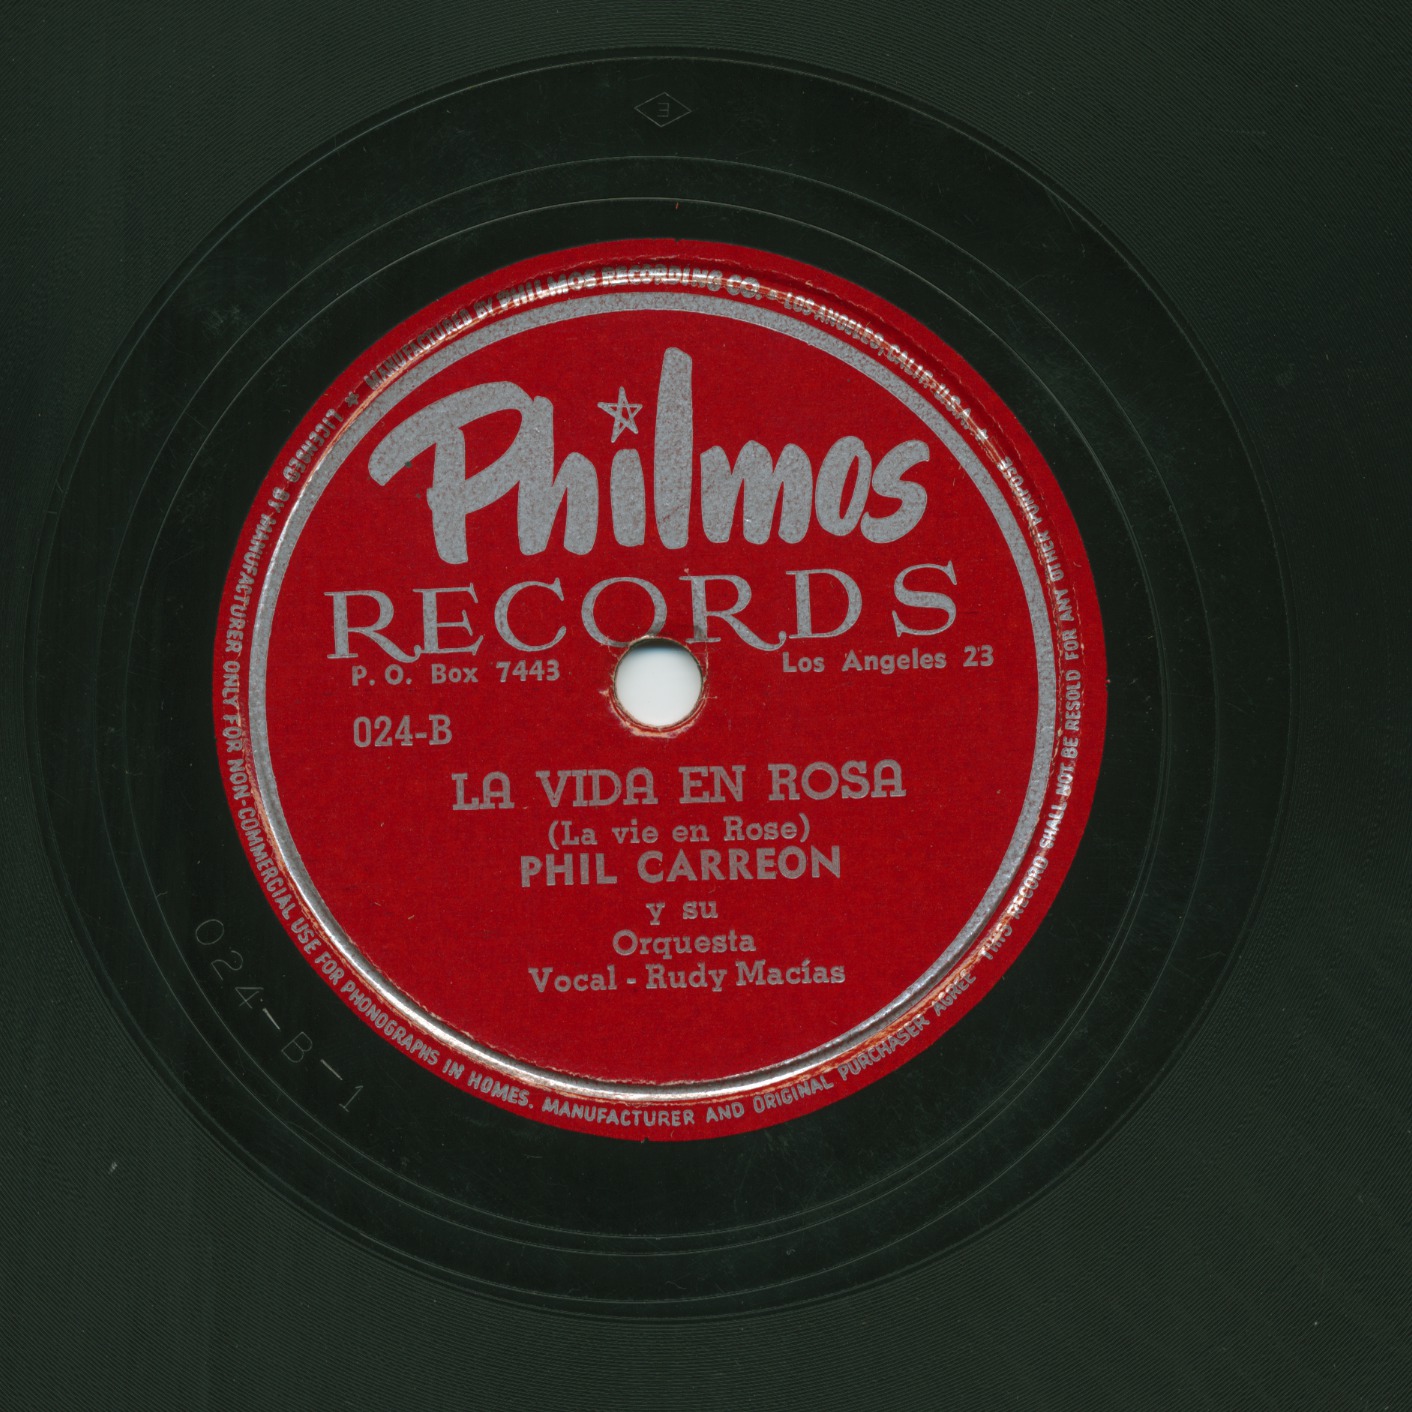 MANUFACTURED BY PHILMOS RECORDING CO. • LOS ANGELES, CALIF. U.S.A. ★
Philmos
RECORDS
P. O. Box 7443 Los Angeles 23
024-B
LA VIDA EN ROSA
(La vie en Rose)
PHIL CARREON
y su
Orquesta
Vocal - Rudy Macías
★ LICENSED BY MANUFACTURER ONLY FOR NON-COMMERCIAL USE FOR PHONOGRAPHS IN HOMES. MANUFACTURER AND ORIGINAL PURCHASER AGREE THIS RECORD SHALL NOT BE RESOLD FOR ANY OTHER PURPOSE
024-B-1
E